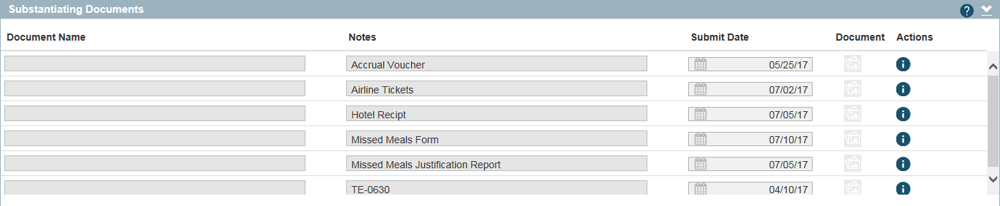 Substantiating Documents
Document Name Notes Submit Date Document Actions
Accrual Voucher 05/25/17
Airline Tickets 07/02/17
Hotel Recipt 07/05/17
Missed Meals Form 07/10/17
Missed Meals Justification Report 07/05/17
TE-0630 04/10/17